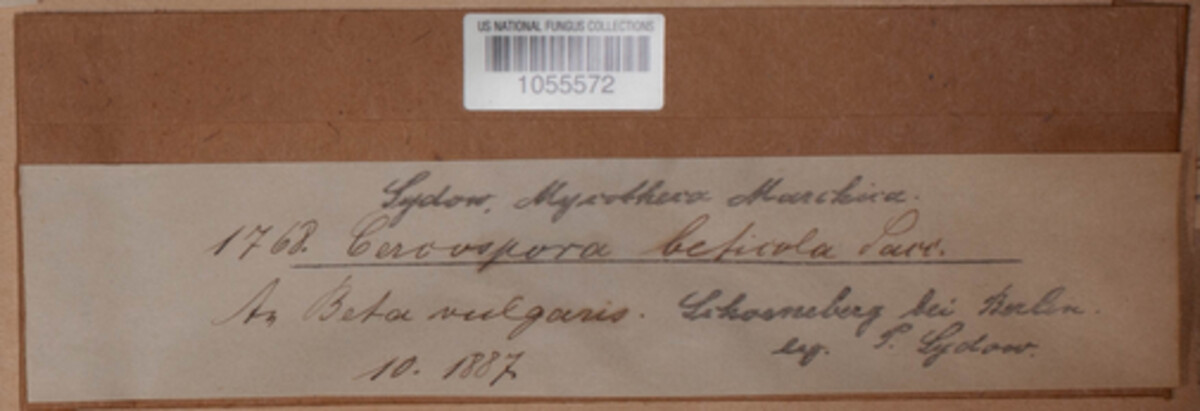 US NATIONAL FUNGUS COLLECTIONS
1055572
Sydow, Mycotheca Marchica.
1768. Cercospora beticola Sacc.
An Beta vulgaris. Schoeneberg bei Berlin.
leg. P. Sydow.
10. 1887